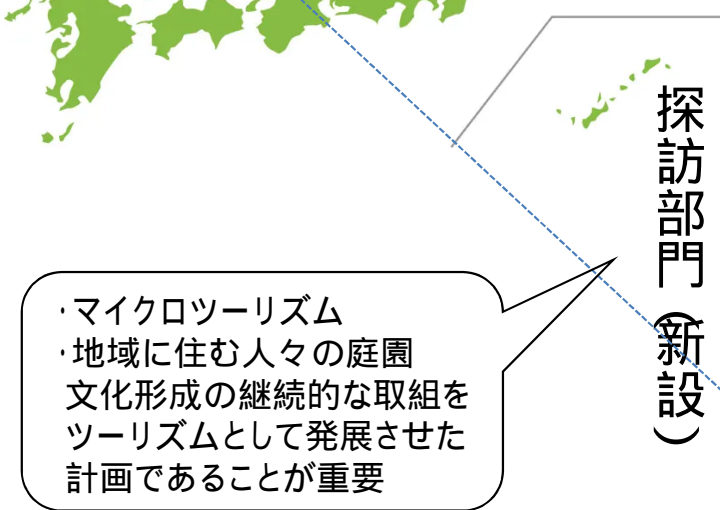 探訪部門（新設）
・マイクロツーリズム
・地域に住む人々の庭園
文化形成の継続的な取組を
ツーリズムとして発展させた
計画であることが重要